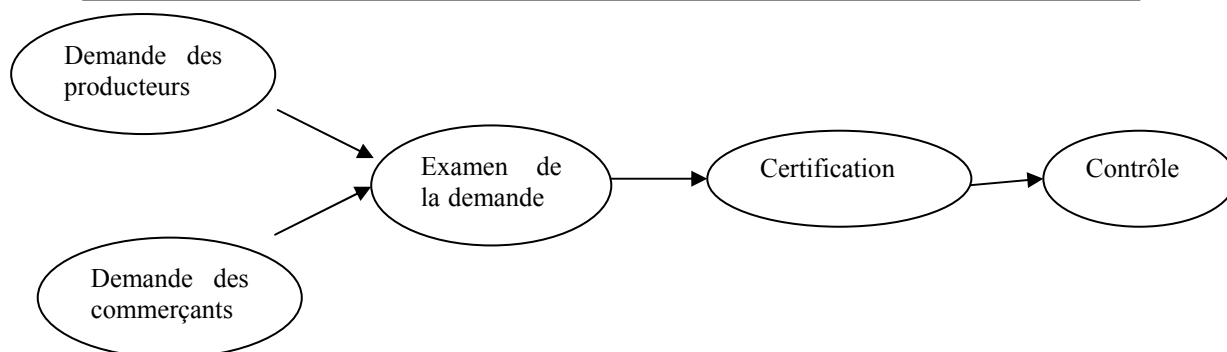 Demande des
producteurs
Demande des
commerçants
Examen de
la demande
Certification
Contrôle